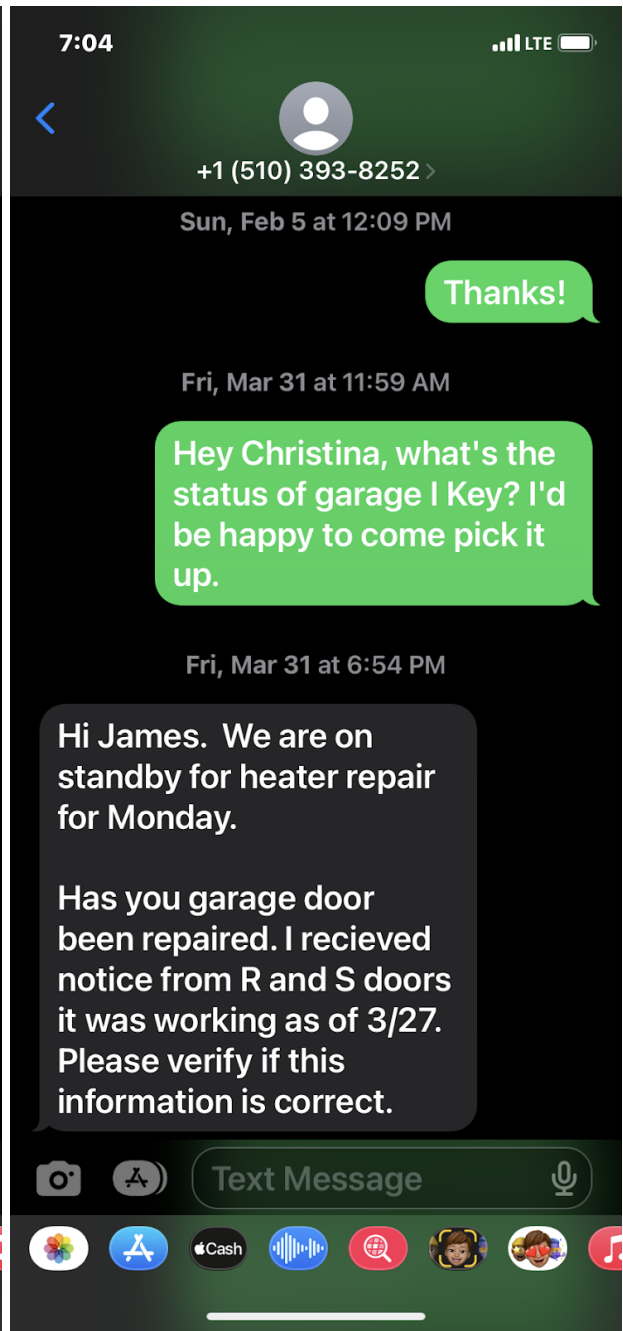 7:04
LTE
+1 (510) 393-8252
Sun, Feb 5 at 12:09 PM
Thanks!
Fri, Mar 31 at 11:59 AM
Hey Christina, what's the
status of garage I Key? I'd
be happy to come pick it
up.
Fri, Mar 31 at 6:54 PM
Hi James.  We are on
standby for heater repair
for Monday.
Has you garage door
been repaired. I recieved
notice from R and S doors
it was working as of 3/27.
Please verify if this
information is correct.
Text Message
Cash